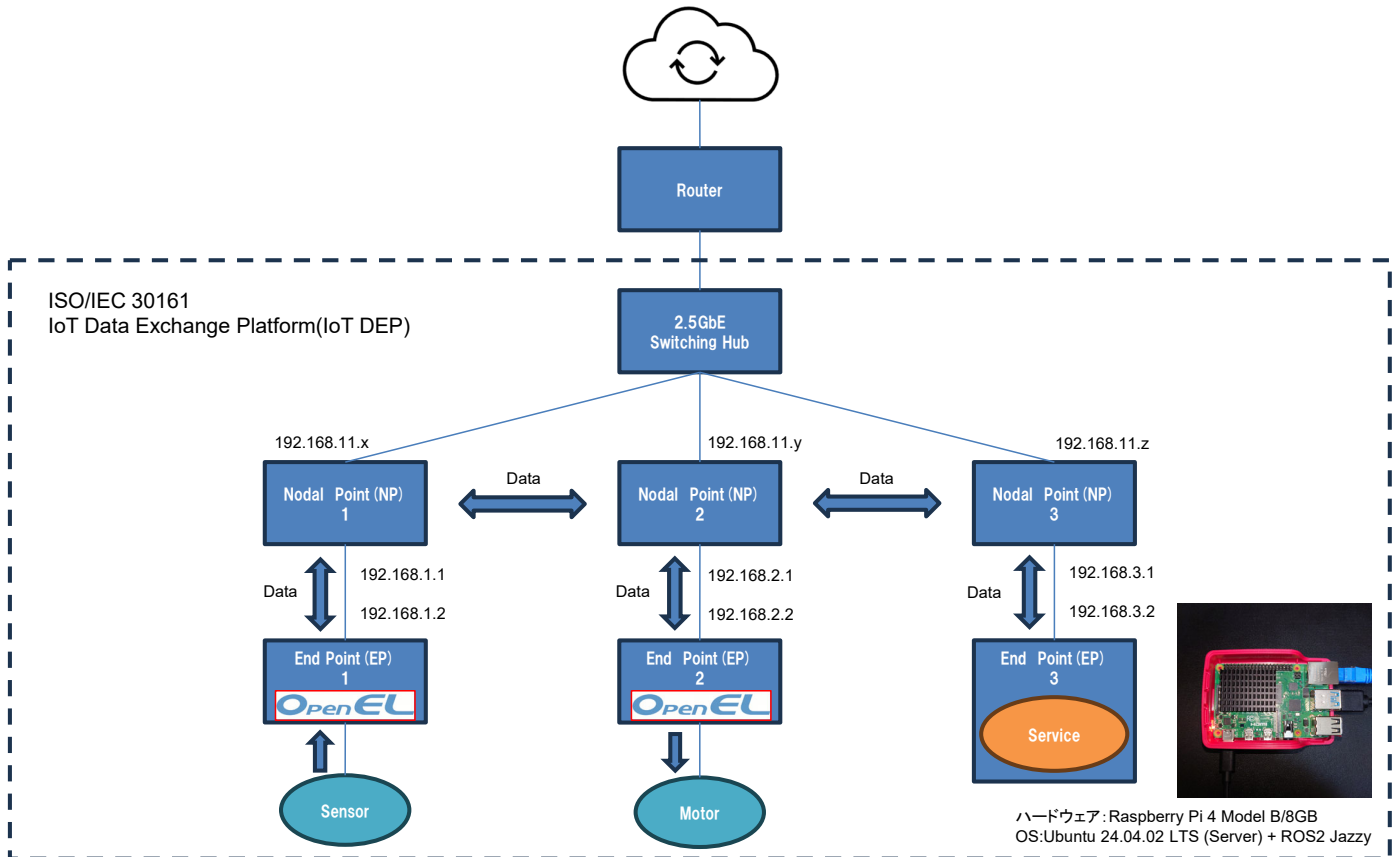 Router
ISO/IEC 30161
IoT Data Exchange Platform(IoT DEP)
2.5GbE
Switching Hub
192.168.11.x
192.168.11.y
192.168.11.z
Nodal Point(NP)
1
Data
Nodal Point(NP)
2
Data
Nodal Point(NP)
3
Data
192.168.1.1
192.168.1.2
Data
192.168.2.1
192.168.2.2
Data
192.168.3.1
192.168.3.2
End Point(EP)
1
OpenEL
End Point(EP)
2
OpenEL
End Point(EP)
3
Service
Sensor
Motor
ハードウェア:Raspberry Pi 4 Model B/8GB
OS:Ubuntu 24.04.02 LTS (Server) + ROS2 Jazzy